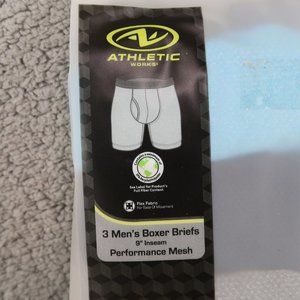 ATHLETIC
WORKS
See Label for Product's
Full Fiber Content
Flex Fabric
For Ease Of Movement
3 Men's Boxer Briefs
9" Inseam
Performance Mesh